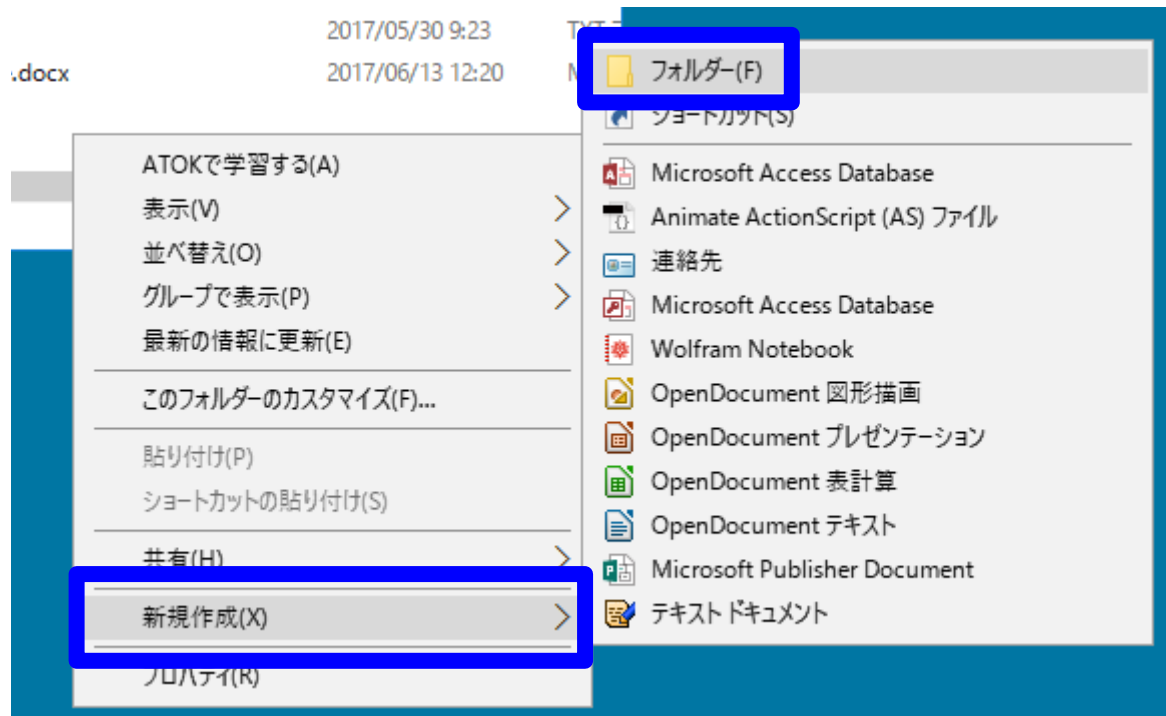 2017/05/30 9:23
.docx 2017/06/13 12:20
ATOKで学習する(A)
表示(V)
並べ替え(O)
グループで表示(P)
最新の情報に更新(E)
このフォルダーのカスタマイズ(F)...
貼り付け(P)
ショートカットの貼り付け(S)
共有(H)
新規作成(X)
プロパティ(R)
フォルダー(F)
ショートカット(S)
Microsoft Access Database
Animate ActionScript (AS) ファイル
連絡先
Microsoft Access Database
Wolfram Notebook
OpenDocument 図形描画
OpenDocument プレゼンテーション
OpenDocument 表計算
OpenDocument テキスト
Microsoft Publisher Document
テキスト ドキュメント